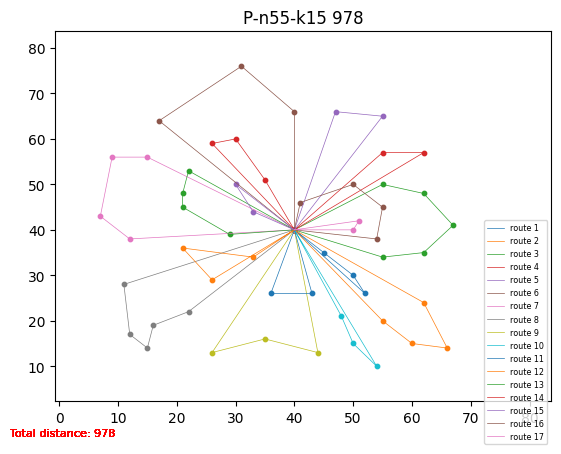 P-n55-k15 978
80
70
60
50
40
30
20
10
0 10 20 30 40 50 60 70
route 1
route 2
route 3
route 4
route 5
route 6
route 7
route 8
route 9
route 10
route 11
route 12
route 13
route 14
route 15
route 16
route 17
Total distance: